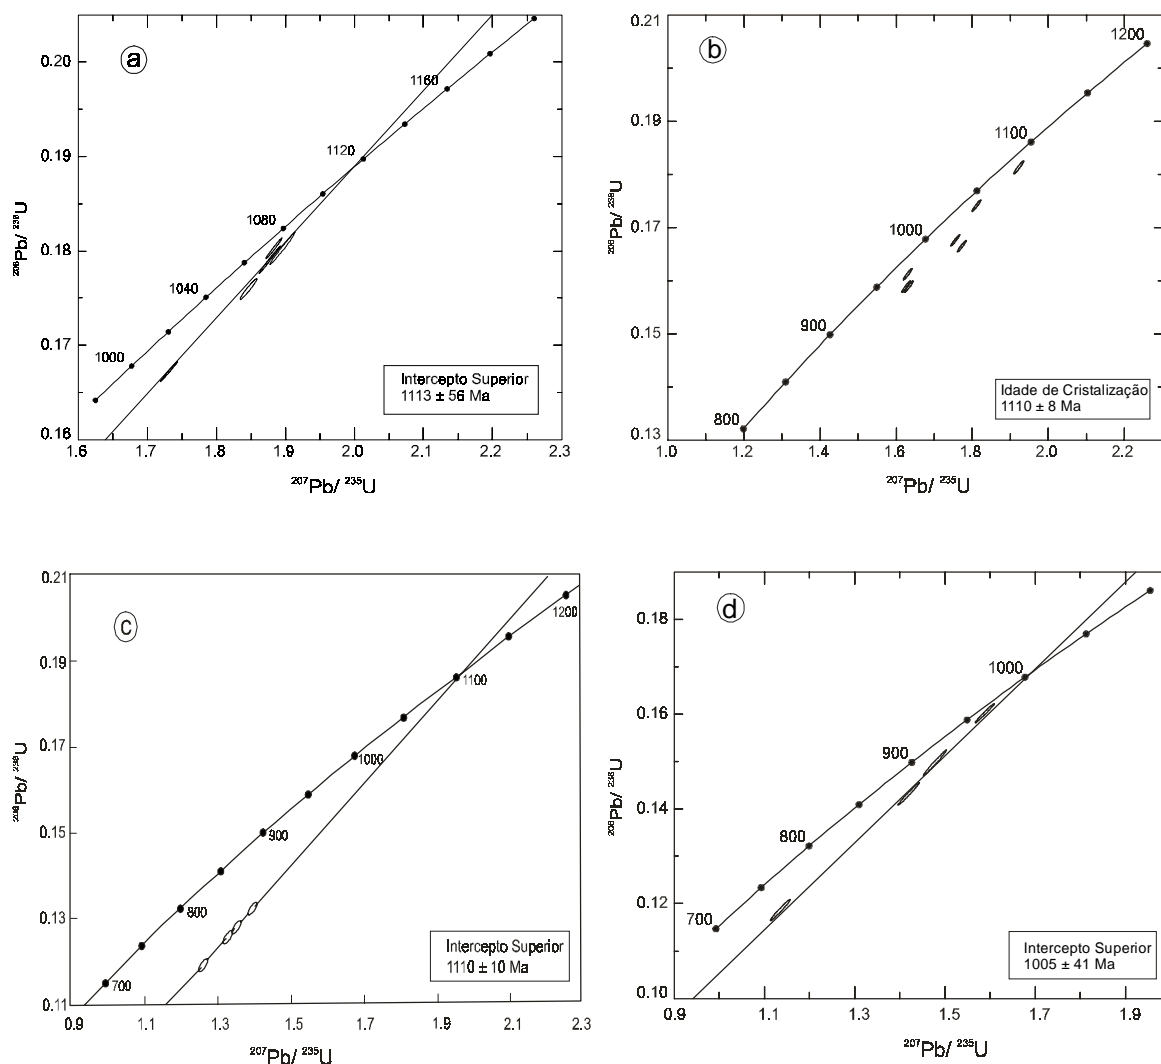 a
0.20
0.19
0.18
0.17
0.16
1.6 1.7 1.8 1.9 2.0 2.1 2.2 2.3
1000
1040
1080
1120
1160
Intercepto Superior
1113 ± 56 Ma
²⁰⁶Pb/ ²³⁸U
²⁰⁷Pb/ ²³⁵U
b
0.21
0.19
0.17
0.15
0.13
1.0 1.2 1.4 1.6 1.8 2.0 2.2
800
900
1000
1100
1200
Idade de Cristalização
1110 ± 8 Ma
²⁰⁶Pb/ ²³⁸U
²⁰⁷Pb/ ²³⁵U
c
0.21
0.19
0.17
0.15
0.13
0.11
0.9 1.1 1.3 1.5 1.7 1.9 2.1 2.3
700
800
900
1000
1100
1200
Intercepto Superior
1110 ± 10 Ma
²⁰⁶Pb/ ²³⁸U
²⁰⁷Pb/ ²³⁵U
d
0.18
0.16
0.14
0.12
0.10
0.9 1.1 1.3 1.5 1.7 1.9
700
800
900
1000
Intercepto Superior
1005 ± 41 Ma
²⁰⁶Pb/ ²³⁸U
²⁰⁷Pb/ ²³⁵U